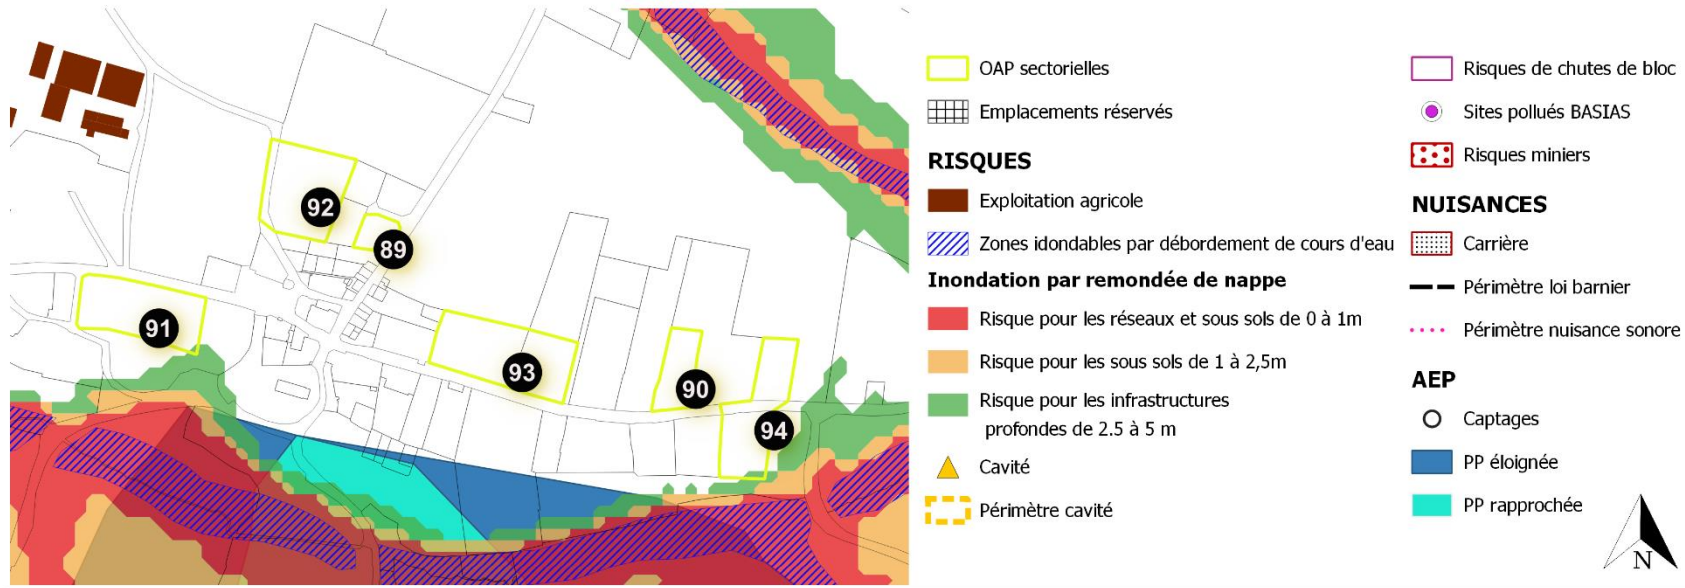 92
89
91
93
90
94
OAP sectorielles
Emplacements réservés
RISQUES
Exploitation agricole
Zones idondables par débordement de cours d'eau
Inondation par remondée de nappe
Risque pour les réseaux et sous sols de 0 à 1m
Risque pour les sous sols de 1 à 2,5m
Risque pour les infrastructures
profondes de 2.5 à 5 m
Cavité
Périmètre cavité
Risques de chutes de bloc
Sites pollués BASIAS
Risques miniers
NUISANCES
Carrière
Périmètre loi barnier
Périmètre nuisance sonore
AEP
Captages
PP éloignée
PP rapprochée
N